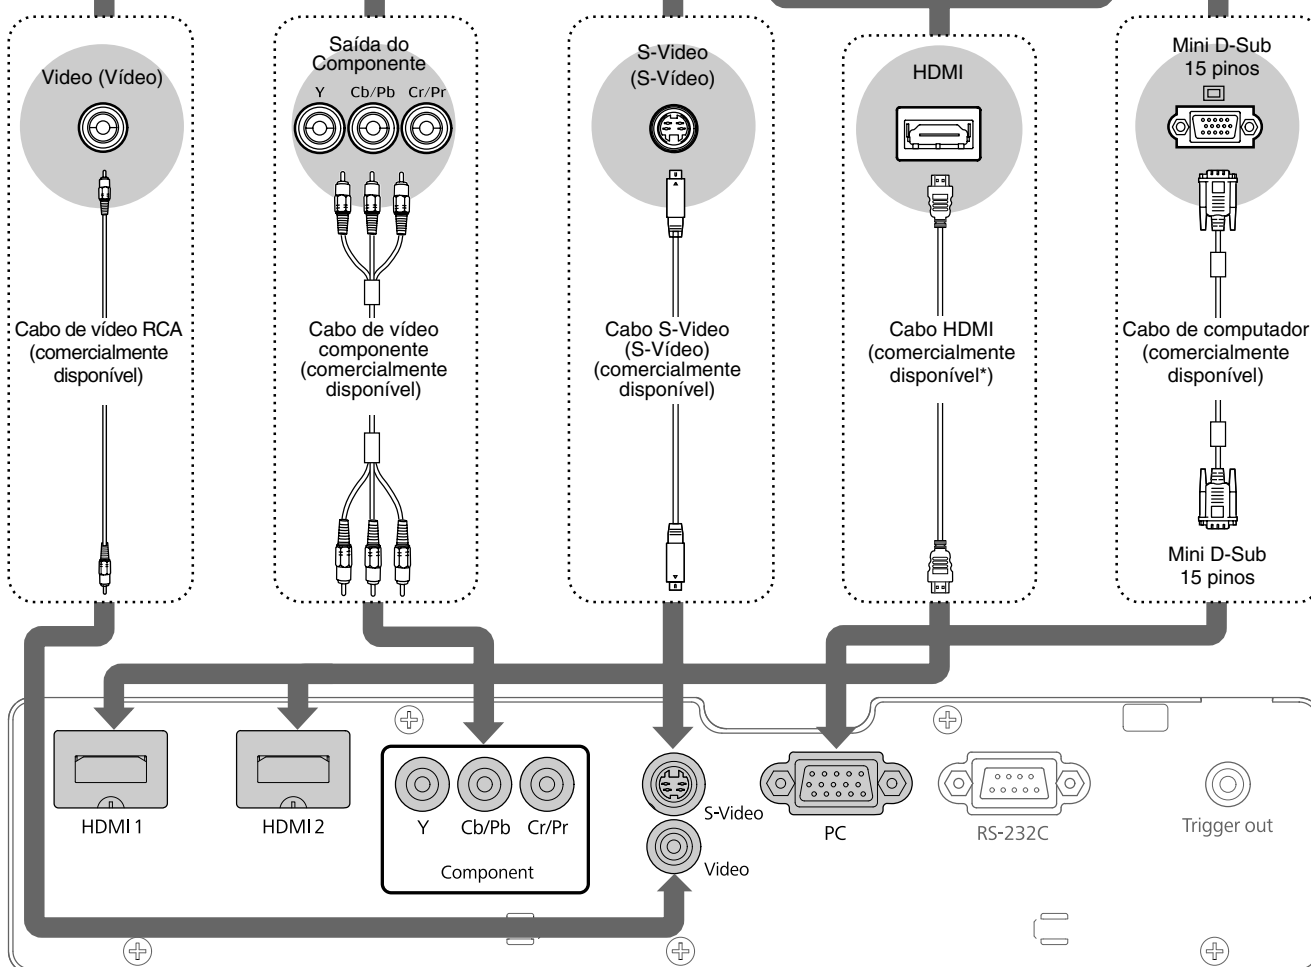 Video (Vídeo)
Saída do
Componente
Y Cb/Pb Cr/Pr
S-Video
(S-Vídeo)
HDMI
Mini D-Sub
15 pinos
Cabo de vídeo RCA
(comercialmente
disponível)
Cabo de vídeo
componente
(comercialmente
disponível)
Cabo S-Video
(S-Vídeo)
(comercialmente
disponível)
Cabo HDMI
(comercialmente
disponível*)
Cabo de computador
(comercialmente
disponível)
Mini D-Sub
15 pinos
HDMI 1
HDMI 2
Y Cb/Pb Cr/Pr
Component
S-Video
Video
PC
RS-232C
Trigger out